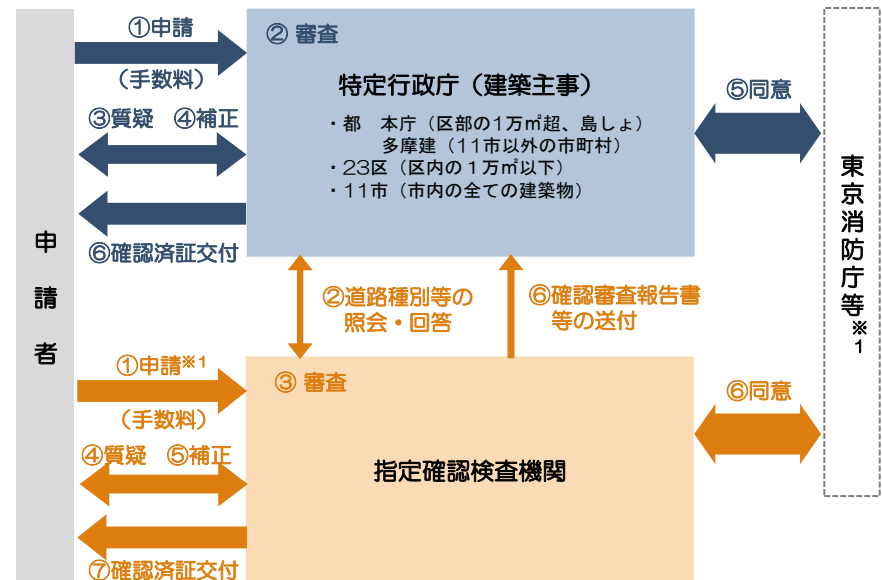 ①申請
（手数料）
③質疑　④補正
⑥確認済証交付
② 審査
特定行政庁（建築主事）
・都　本庁（区部の1万㎡超、島しょ）
多摩建（11市以外の市町村）
・23区（区内の１万㎡以下）
・11市（市内の全ての建築物）
⑤同意
東京消防庁等※1
申請者
②道路種別等の
照会・回答
⑥確認審査報告書
等の送付
①申請※1
（手数料）
④質疑　⑤補正
⑦確認済証交付
③ 審査
指定確認検査機関
⑥同意